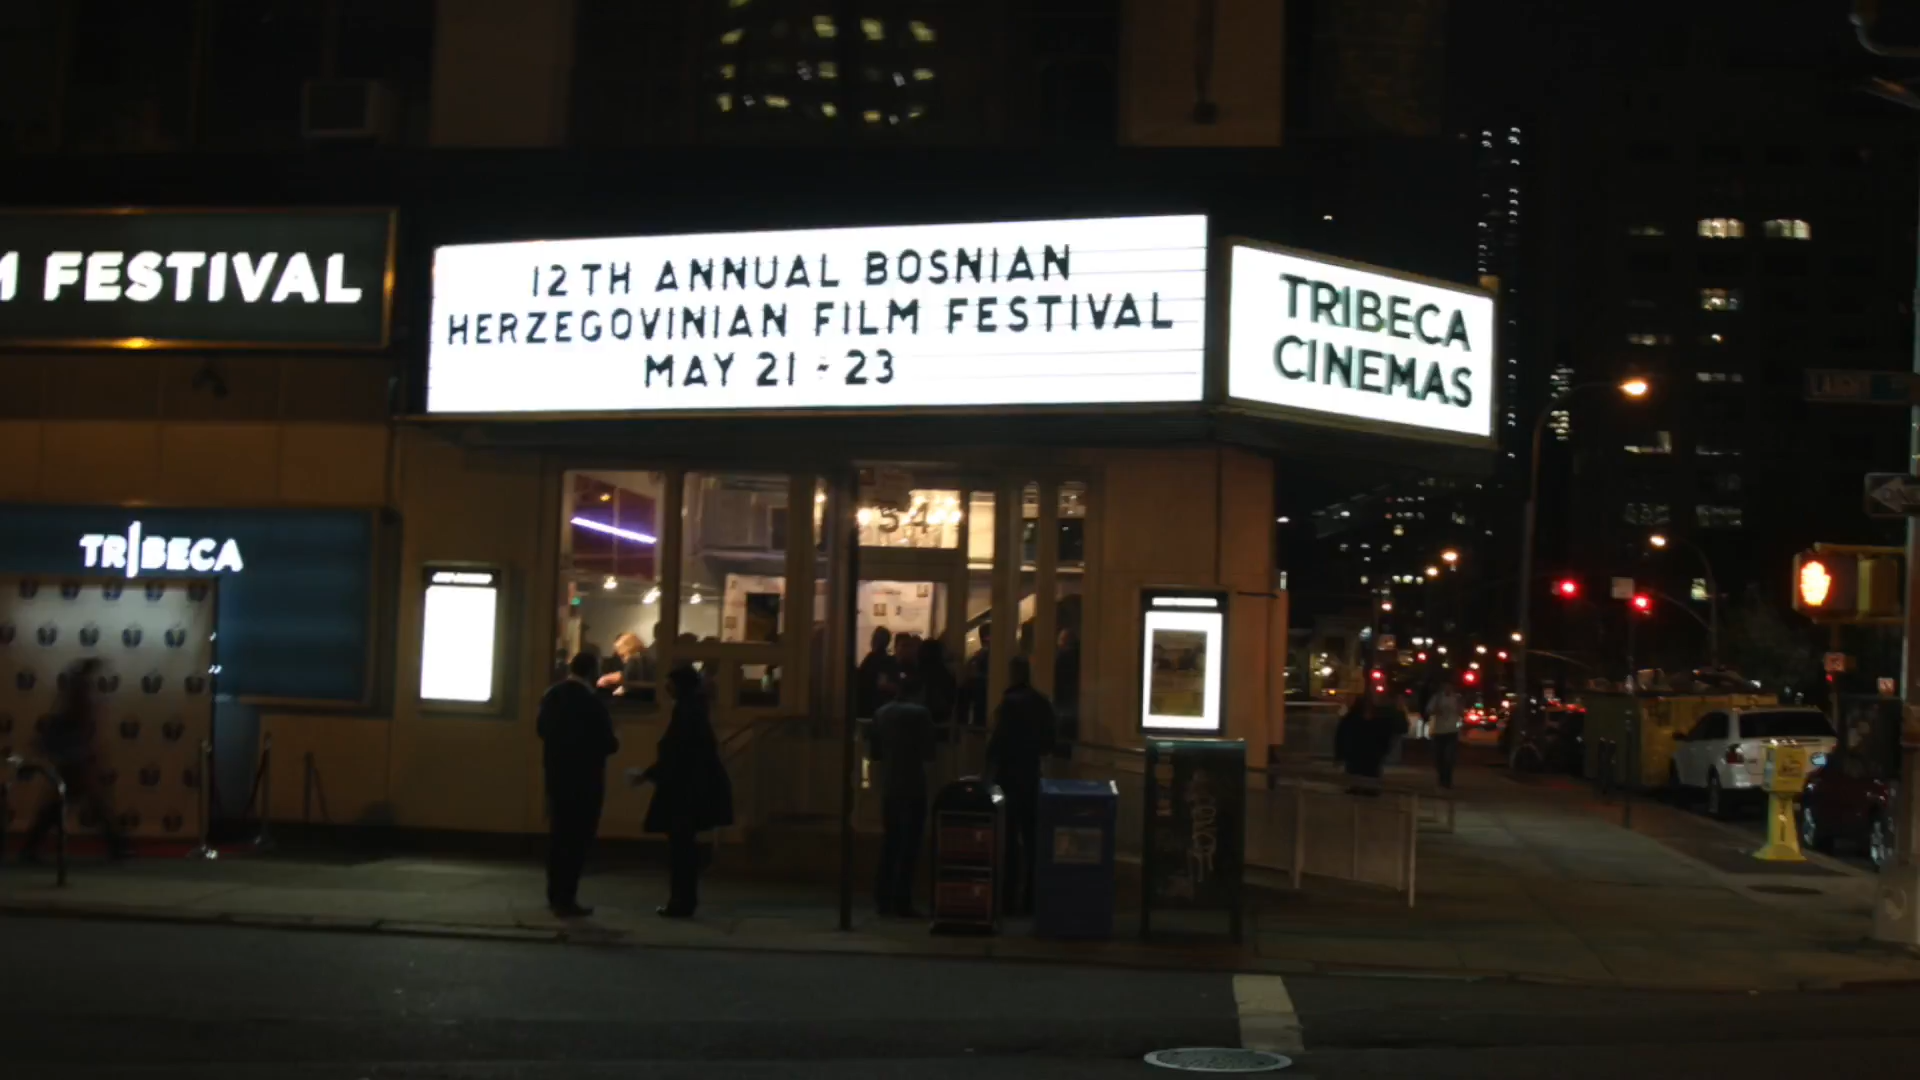 M FESTIVAL
12TH ANNUAL BOSNIAN
HERZEGOVINIAN FILM FESTIVAL
MAY 21 - 23
TRIBECA
CINEMAS
TRIBECA
54